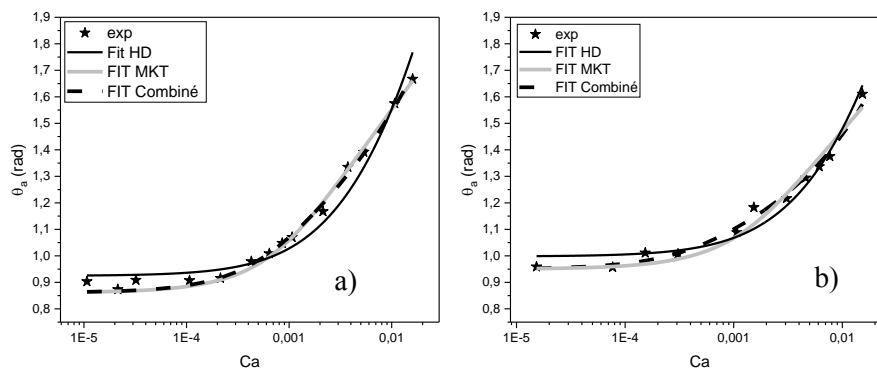 1,9
1,8
1,7
1,6
1,5
1,4
1,3
1,2
1,1
1,0
0,9
0,8
θa (rad)
exp
Fit HD
FIT MKT
FIT Combiné
a)
1E-5
1E-4
0,001
0,01
Ca
1,9
1,8
1,7
1,6
1,5
1,4
1,3
1,2
1,1
1,0
0,9
0,8
θa (rad)
exp
FIT HD
FIT MKT
FIT Combiné
b)
1E-5
1E-4
0,001
0,01
Ca